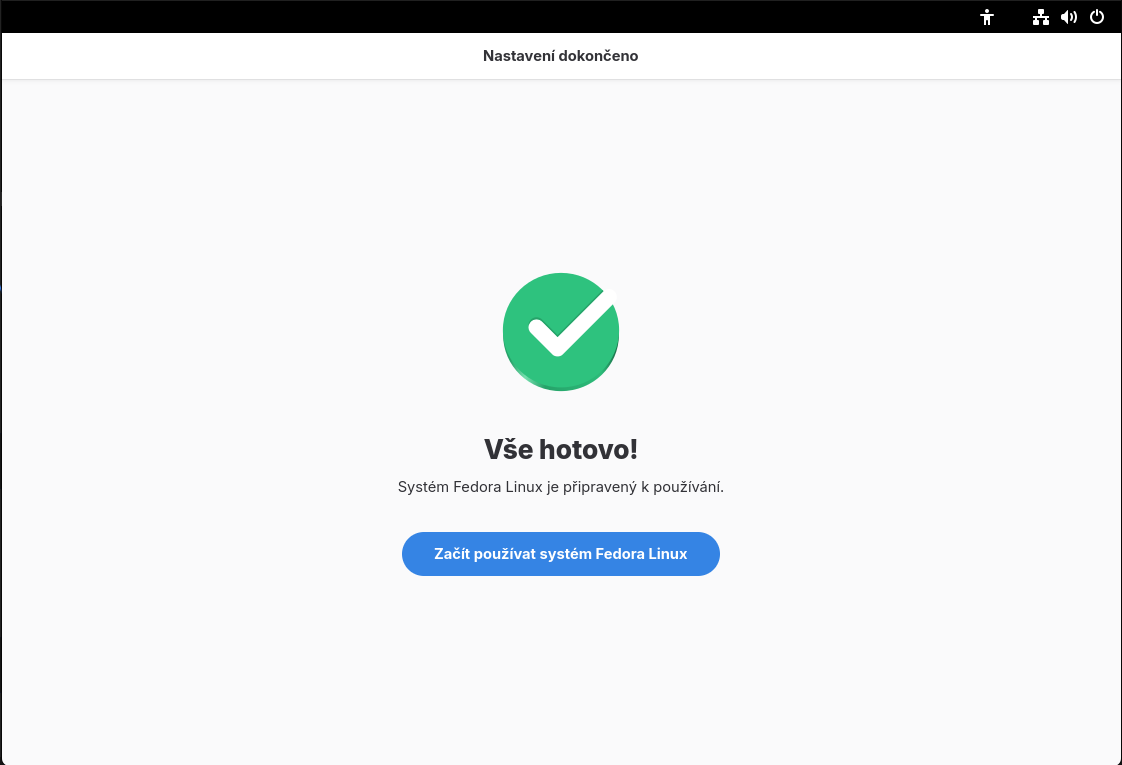 Nastavení dokončeno
Vše hotovo!
Systém Fedora Linux je připravený k používání.
Začít používat systém Fedora Linux